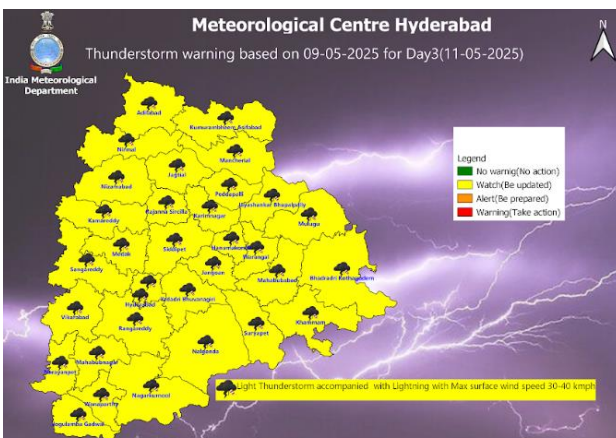 Meteorological Centre Hyderabad
Thunderstorm warning based on 09-05-2025 for Day3(11-05-2025)
India Meteorological
Department
N
Legend
No warnig(No action)
Watch(Be updated)
Alert(Be prepared)
Warning(Take action)
Adilabad
Kumurambheem Asifabad
Nirmal
Mancherial
Jagtial
Nizamabad
Peddapalli
Jayashankar Bhupalpally
Rajanna Sircilla
Karimnagar
Mulugu
Kamareddy
Medak
Siddipet
Hanumakonda
Warangal
Sangareddy
Jangaon
Mahabubabad
Bhadradri Kothagudem
Hyderabad
Yadadri Bhuvanagiri
Vikarabad
Rangareddy
Khammam
Suryapet
Nalgonda
Mahabubnagar
Narayanpet
Wanaparthy
Nagarkurnool
Jogulamba Gadwal
Light Thunderstorm accompanied with Lightning with Max surface wind speed 30-40 kmph